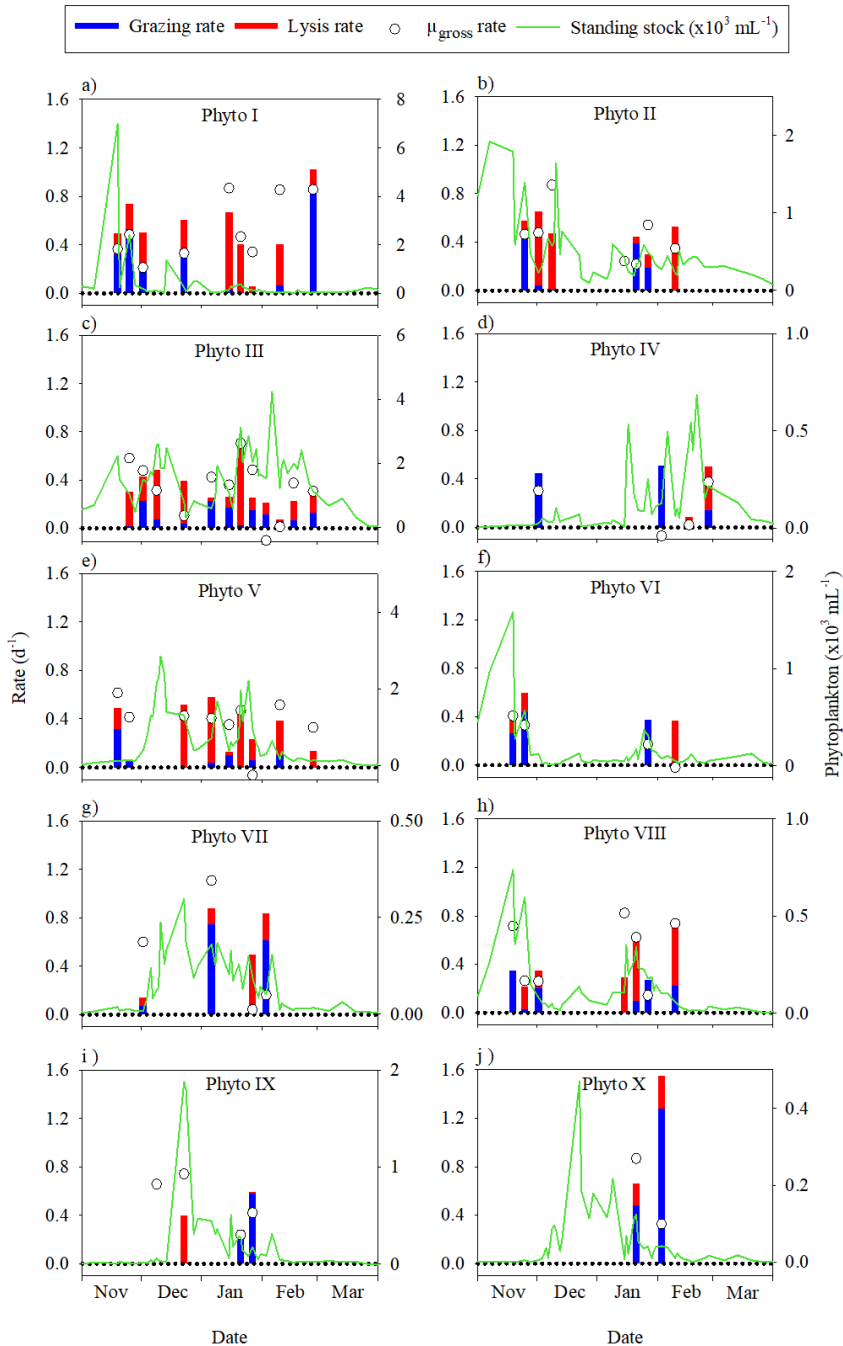 Grazing rate Lysis rate μgross rate Standing stock (x10³ mL⁻¹)
a) b)
Phyto I Phyto II
1.6 8 1.6
1.2 6 1.2 2
0.8 4 0.8 1
0.4 2 0.4
0.0 0 0.0 0
c) d)
Phyto III Phyto IV
1.6 6 1.6 1.0
1.2 4 1.2
0.8 2 0.8 0.5
0.4 0.4
0.0 0 0.0 0.0
e) f)
Phyto V Phyto VI
1.6 1.6 2
1.2 4 1.2
0.8 2 0.8 1
0.4 0.4
0.0 0 0.0 0
Rate (d⁻¹)
Phytoplankton (x10³ mL⁻¹)
g) h)
Phyto VII Phyto VIII
1.6 0.50 1.6 1.0
1.2 1.2
0.8 0.25 0.8 0.5
0.4 0.4
0.0 0.00 0.0 0.0
i ) j )
Phyto IX Phyto X
1.6 2 1.6
1.2 1.2 0.4
0.8 1 0.8
0.4 0.4 0.2
0.0 0 0.0 0.0
Nov Dec Jan Feb Mar Nov Dec Jan Feb Mar
Date Date